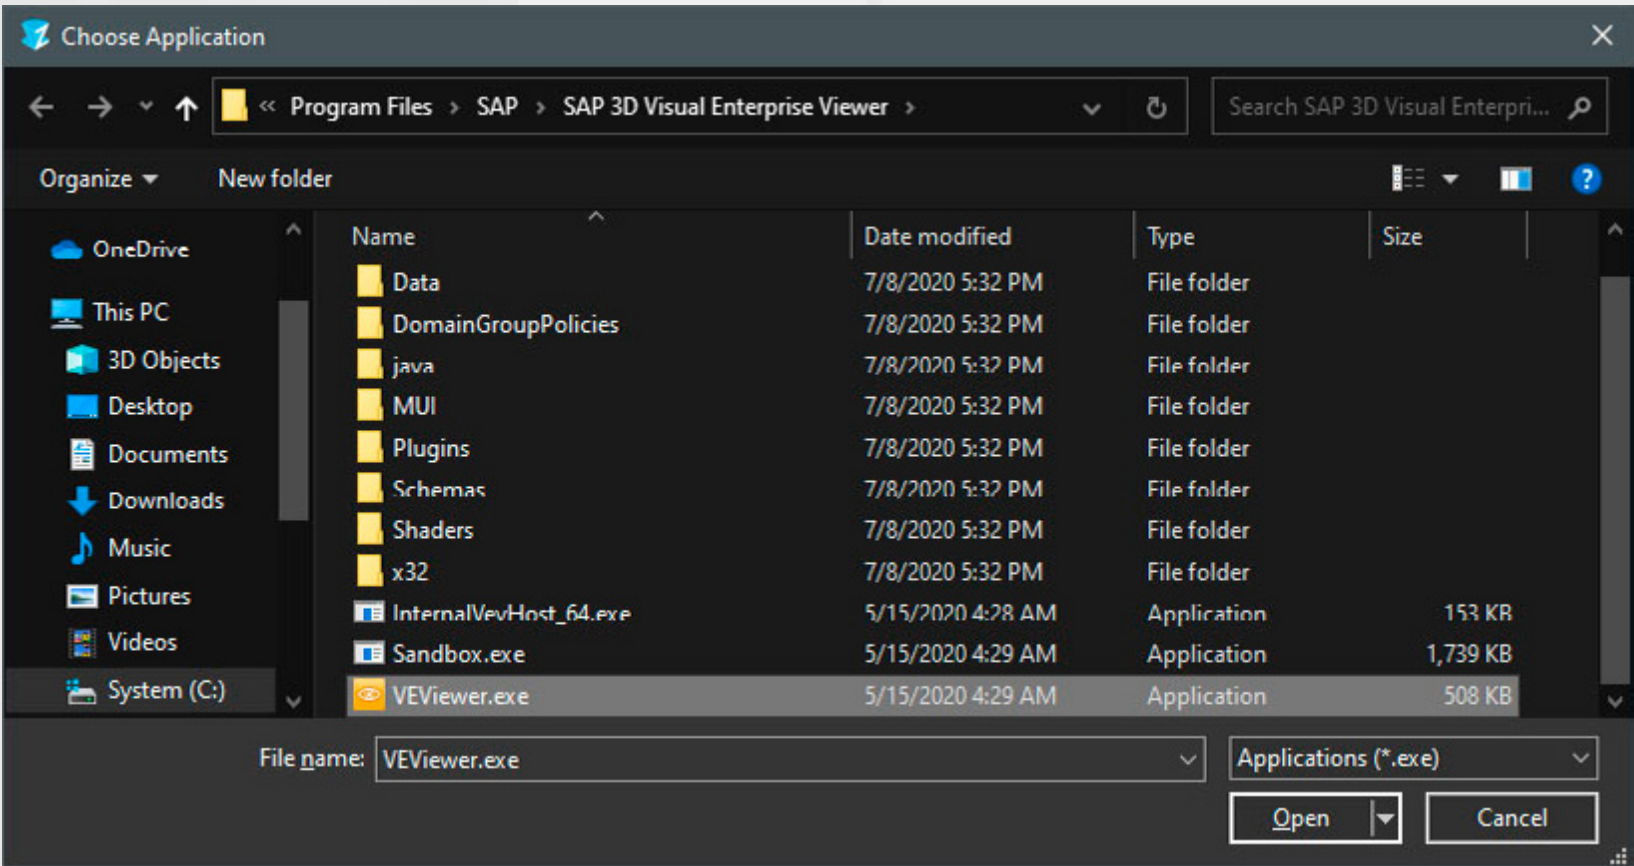 Choose Application
« Program Files > SAP > SAP 3D Visual Enterprise Viewer >
Search SAP 3D Visual Enterpri...
Organize New folder
?
OneDrive
This PC
3D Objects
Desktop
Documents
Downloads
Music
Pictures
Videos
System (C:)
Name Date modified Type Size
Data 7/8/2020 5:32 PM File folder
DomainGroupPolicies 7/8/2020 5:32 PM File folder
java 7/8/2020 5:32 PM File folder
MUI 7/8/2020 5:32 PM File folder
Plugins 7/8/2020 5:32 PM File folder
Schemas 7/8/2020 5:32 PM File folder
Shaders 7/8/2020 5:32 PM File folder
x32 7/8/2020 5:32 PM File folder
InternalVevHost_64.exe 5/15/2020 4:28 AM Application 153 KB
Sandbox.exe 5/15/2020 4:29 AM Application 1,739 KB
VEViewer.exe 5/15/2020 4:29 AM Application 508 KB
File name: VEViewer.exe Applications (*.exe)
Open Cancel